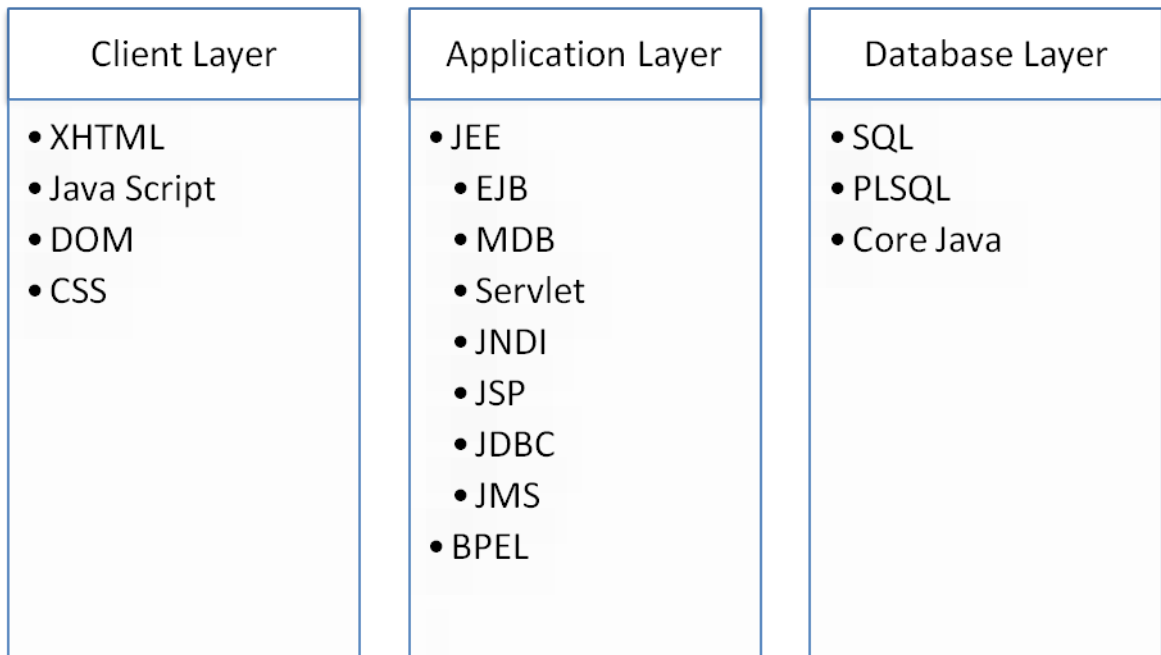 Client Layer
• XHTML
• Java Script
• DOM
• CSS
Application Layer
• JEE
• EJB
• MDB
• Servlet
• JNDI
• JSP
• JDBC
• JMS
• BPEL
Database Layer
• SQL
• PLSQL
• Core Java